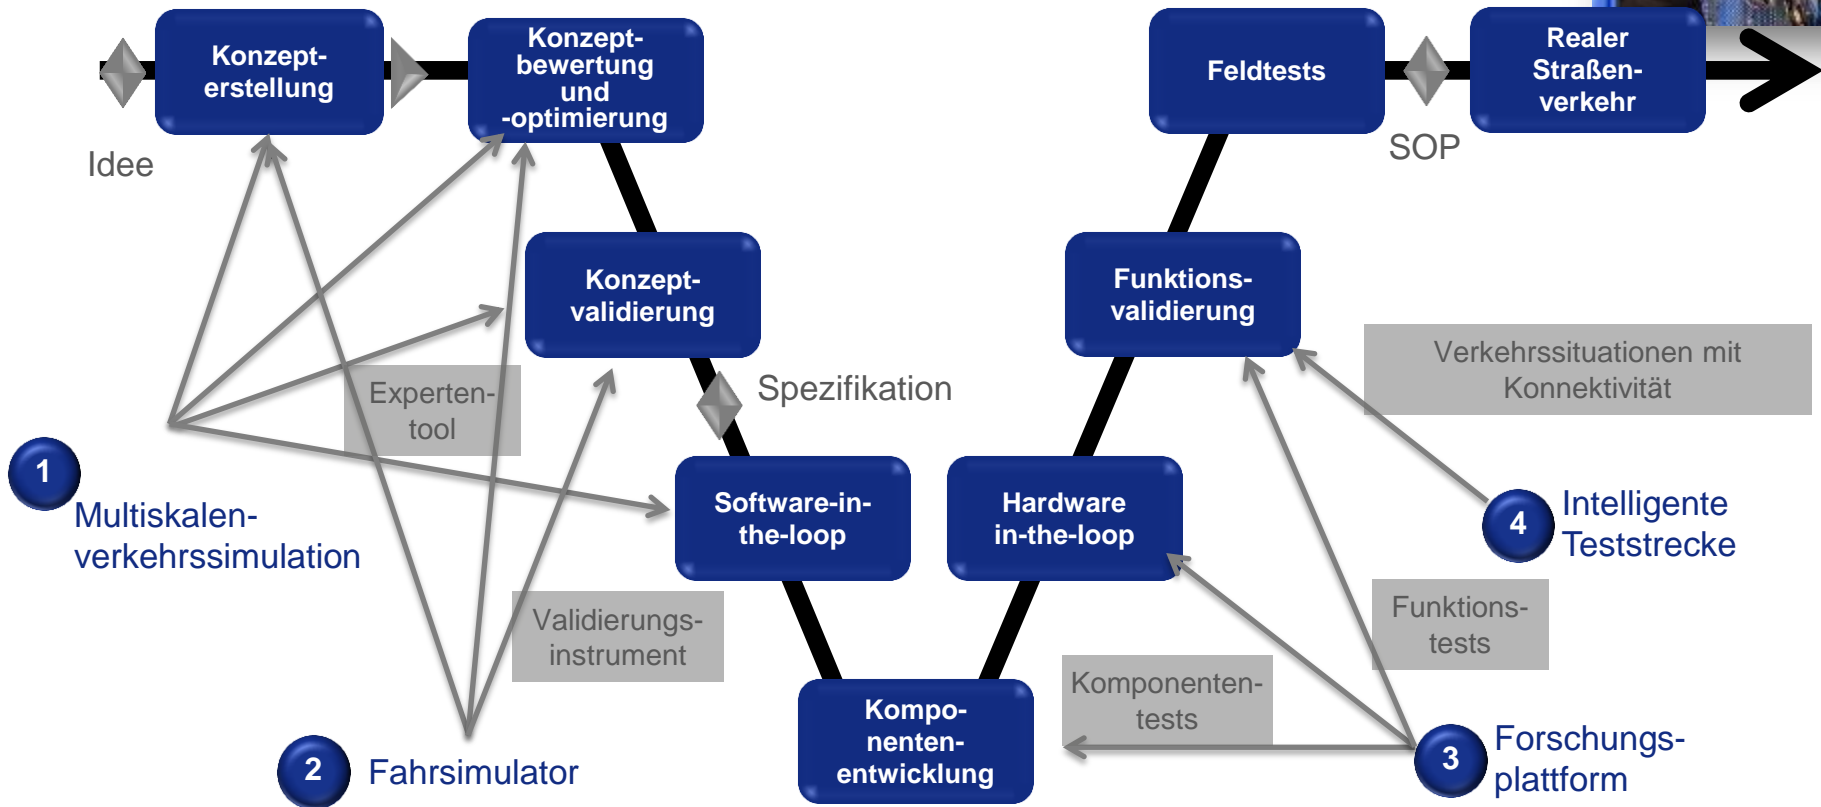 Konzept-
erstellung
Konzept-
bewertung
und
-optimierung
Feldtests
Realer
Straßen-
verkehr
Idee
SOP
Konzept-
validierung
Funktions-
validierung
Verkehrssituationen mit
Konnektivität
Experten-
tool
Spezifikation
1
Multiskalen-
verkehrssimulation
Software-in-
the-loop
Hardware
in-the-loop
4
Intelligente
Teststrecke
Validierungs-
instrument
Funktions-
tests
Komponenten-
tests
Kompo-
nenten-
entwicklung
2
Fahrsimulator
3
Forschungs-
plattform